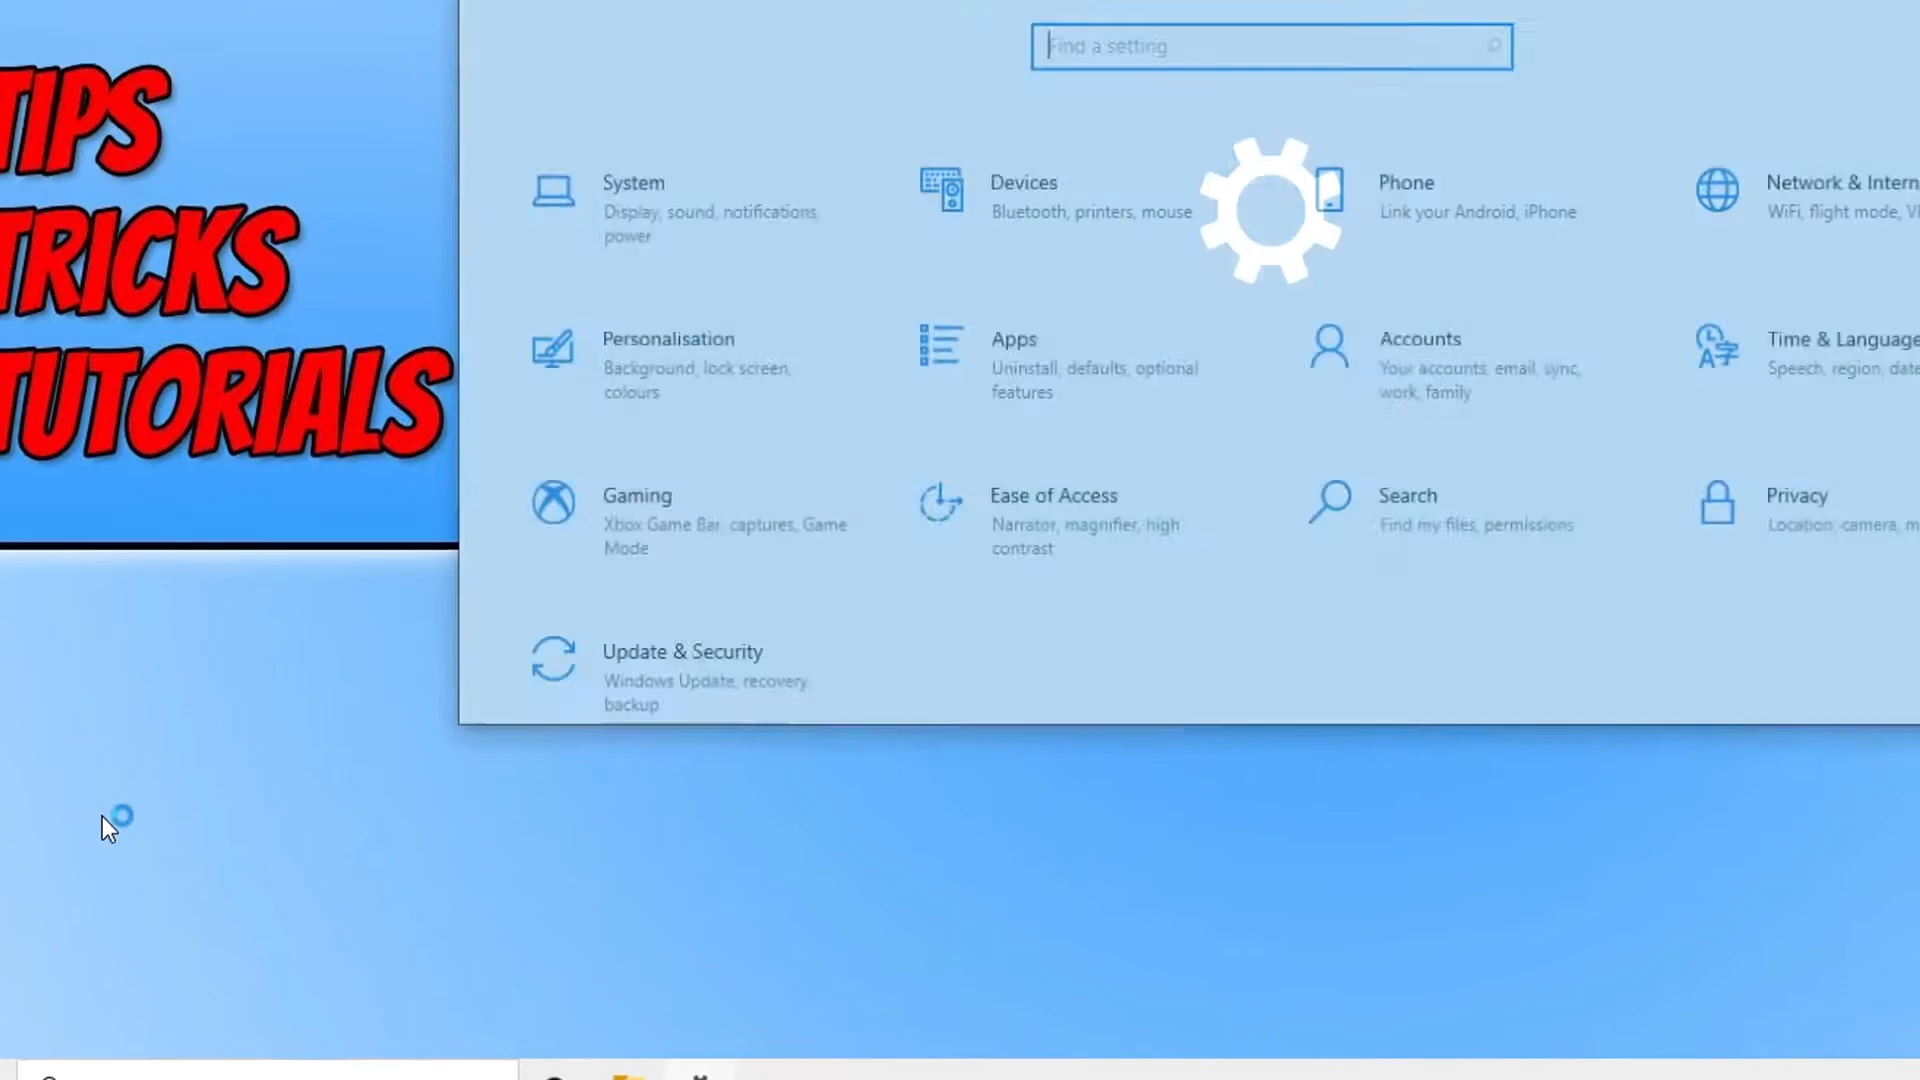 TIPS
TRICKS
TUTORIALS
Find a setting
System
Display, sound, notifications,
power
Devices
Bluetooth, printers, mouse
Phone
Link your Android, iPhone
Network & Intern
WiFi, flight mode, VP
Personalisation
Background, lock screen,
colours
Apps
Uninstall, defaults, optional
features
Accounts
Your accounts, email, sync,
work, family
Time & Language
Speech, region, date
Gaming
Xbox Game Bar, captures, Game
Mode
Ease of Access
Narrator, magnifier, high
contrast
Search
Find my files, permissions
Privacy
Location, camera, m
Update & Security
Windows Update, recovery,
backup